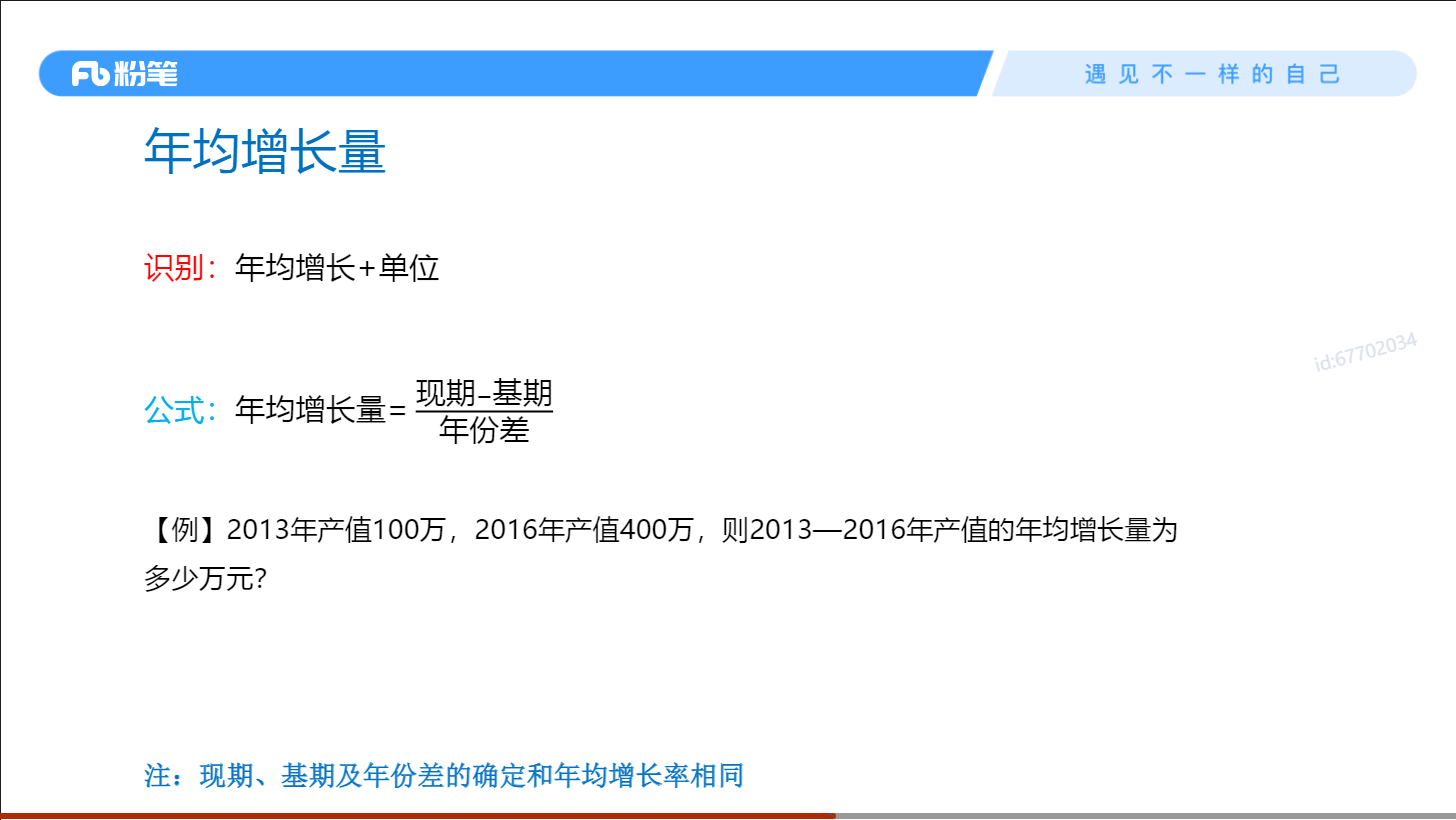 粉笔
遇见不一样的自己
年均增长量
识别：年均增长+单位
id:67702034
公式：年均增长量=现期-基期/年份差
【例】2013年产值100万，2016年产值400万，则2013—2016年产值的年均增长量为
多少万元？
注：现期、基期及年份差的确定和年均增长率相同